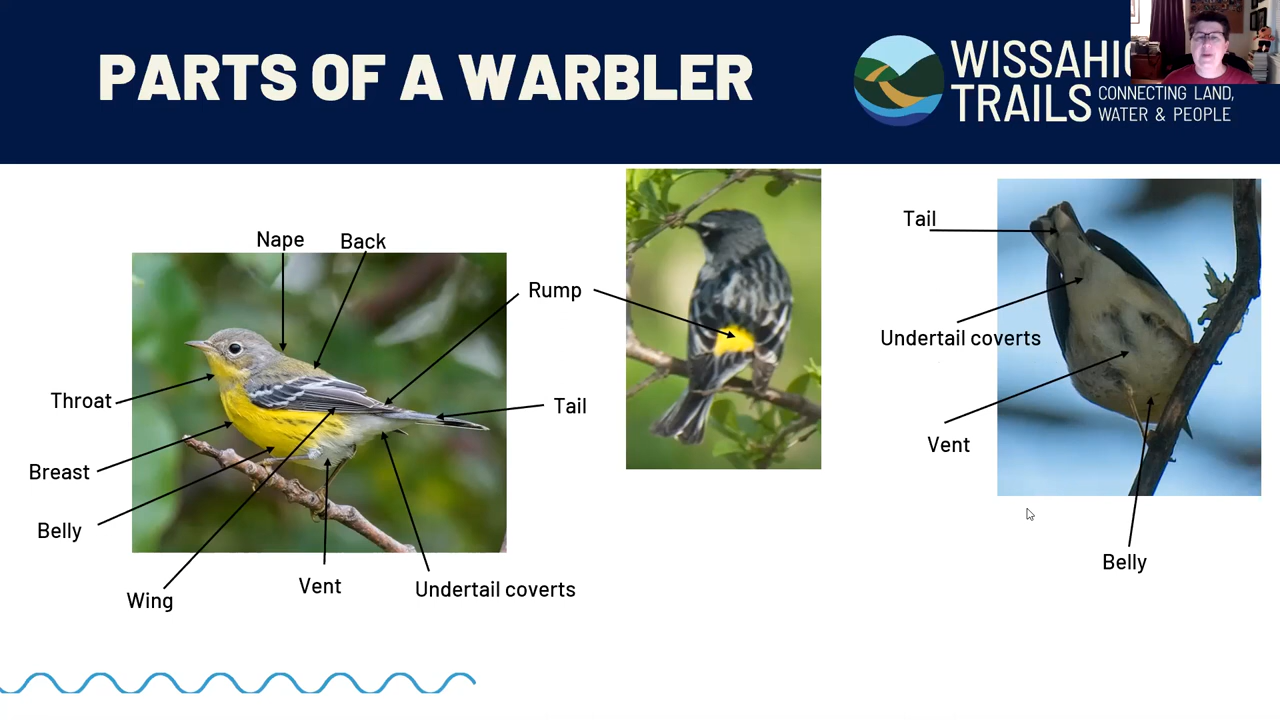 PARTS OF A WARBLER
TRAILS
CONNECTING LAND,
WATER & PEOPLE
Nape
Back
Rump
Throat
Tail
Breast
Belly
Wing
Vent
Undertail coverts
Tail
Undertail coverts
Vent
Belly